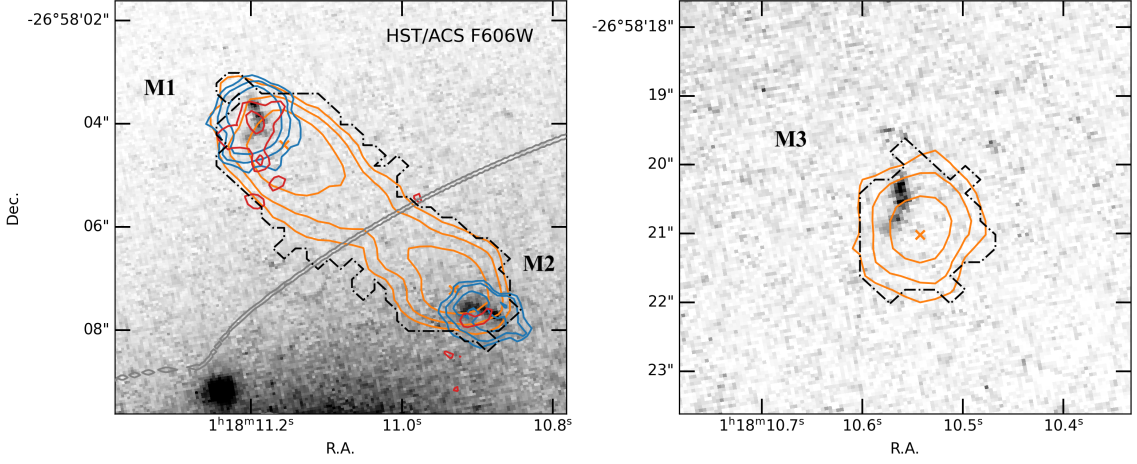 HST/ACS F606W
M1
M2
-26°58'02"
04"
06"
08"
Dec.
1ʰ18ᵐ11.2ˢ
11.0ˢ
10.8ˢ
R.A.
M3
-26°58'18"
19"
20"
21"
22"
23"
1ʰ18ᵐ10.7ˢ
10.6ˢ
10.5ˢ
10.4ˢ
R.A.